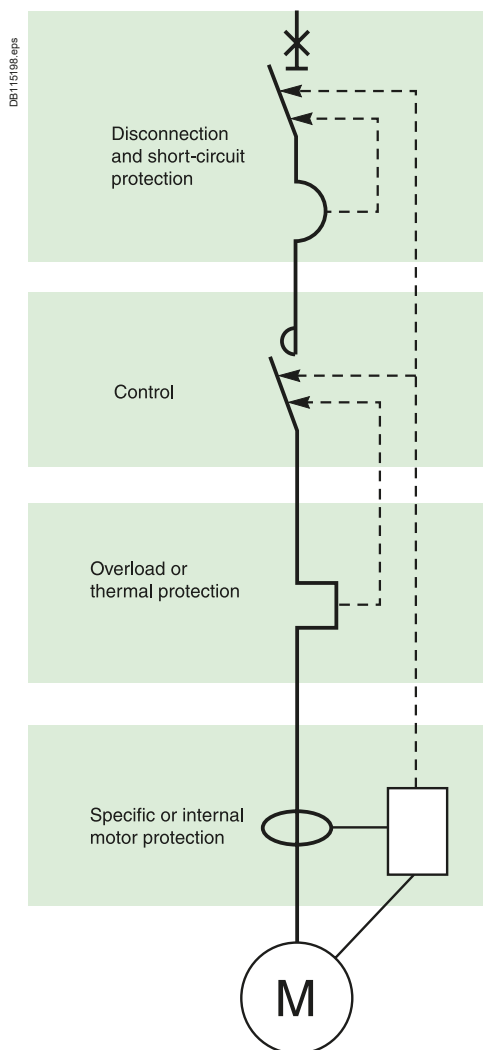 DB115198.eps
Disconnection
and short-circuit
protection
Control
Overload or
thermal protection
Specific or internal
motor protection
M